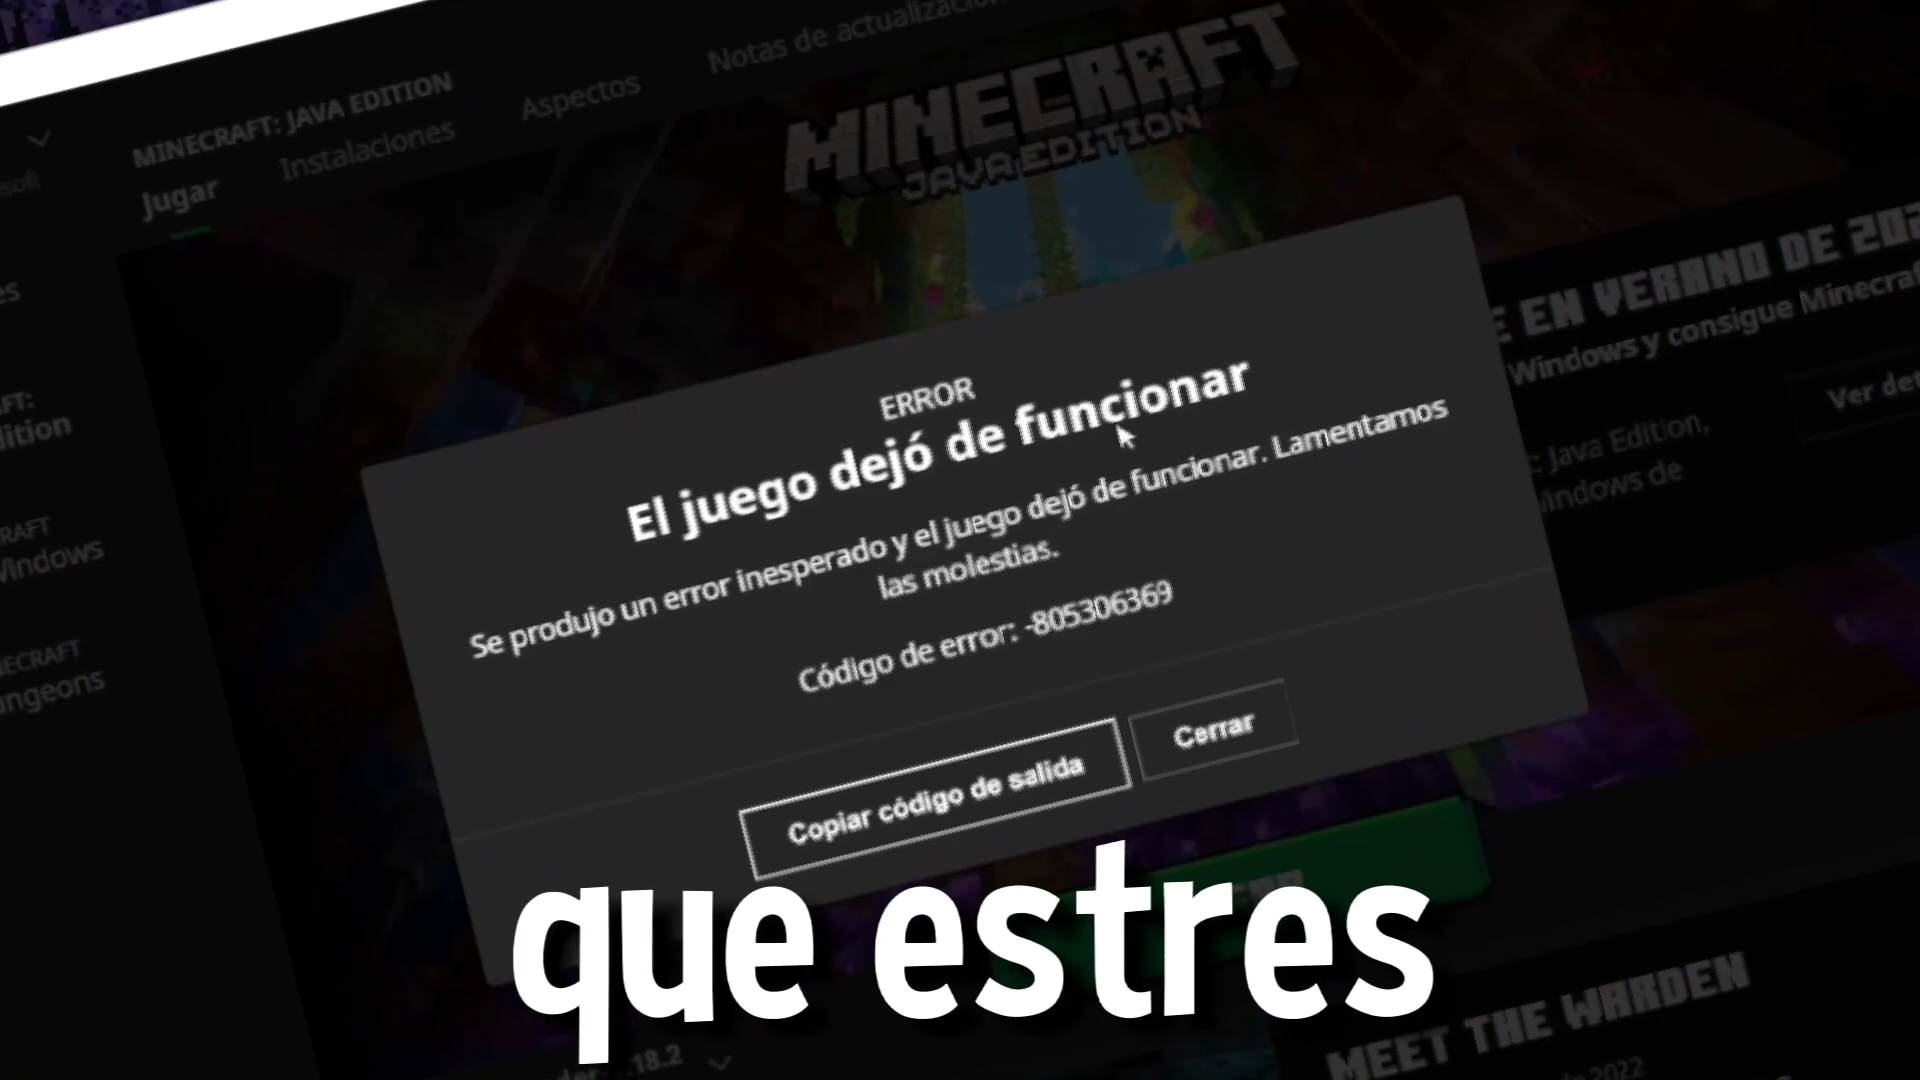 Notas de
MINECRAFT: JAVA EDITION
Jugar
Instalaciones
Aspectos
MINECRAFT
JAVA EDITION
EN VERANO DE
Windows y consigue
Java Edition,
Windows de
ERROR
El juego dejó de funcionar
Se produjo un error inesperado y el juego dejó de funcionar. Lamentamos
las molestias.
Código de error: -805306369
Copiar código de salida
Cerrar
que estres
MEET THE WARDEN
2022